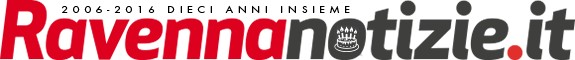 2006-2016 DIECI ANNI INSIEME
Ravennanotizie.it